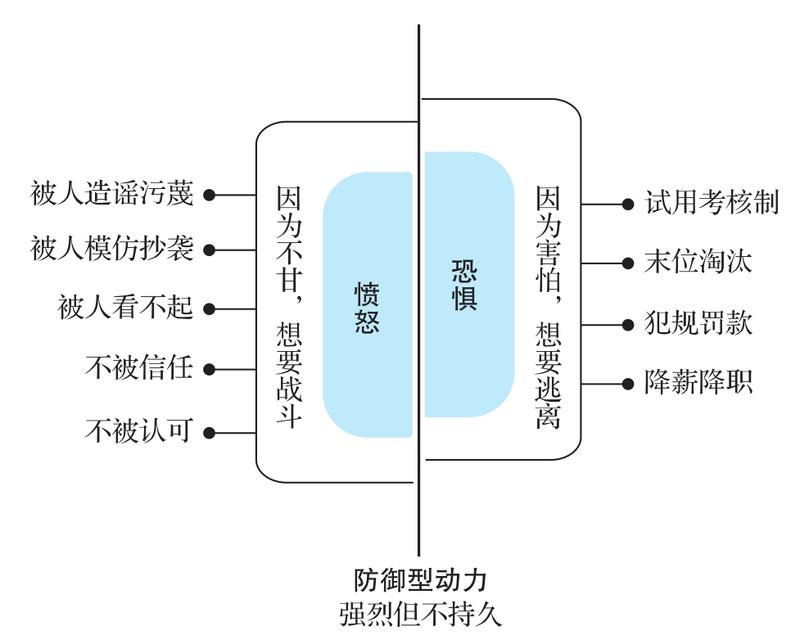 被人造谣污蔑
被人模仿抄袭
被人看不起
不被信任
不被认可
因为不甘，想要战斗
愤怒
恐惧
因为害怕，想要逃离
试用考核制
末位淘汰
犯规罚款
降薪降职
防御型动力
强烈但不持久